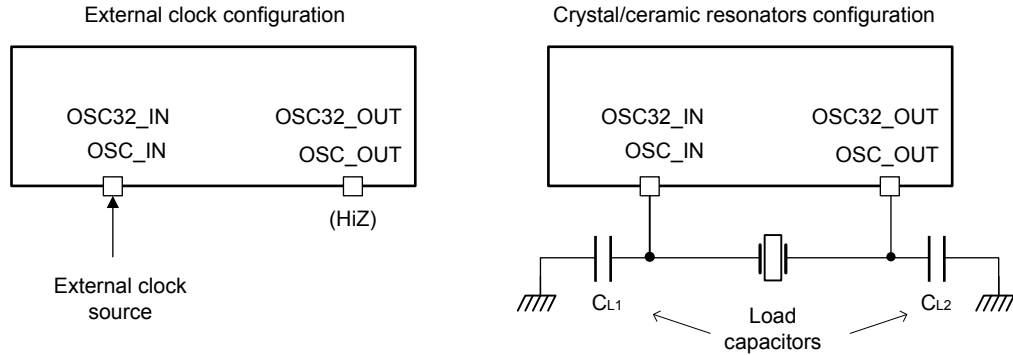 External clock configuration
OSC32_IN
OSC32_OUT
OSC_IN
OSC_OUT
(HiZ)
External clock
source
Crystal/ceramic resonators configuration
OSC32_IN
OSC32_OUT
OSC_IN
OSC_OUT
CL1
CL2
Load
capacitors